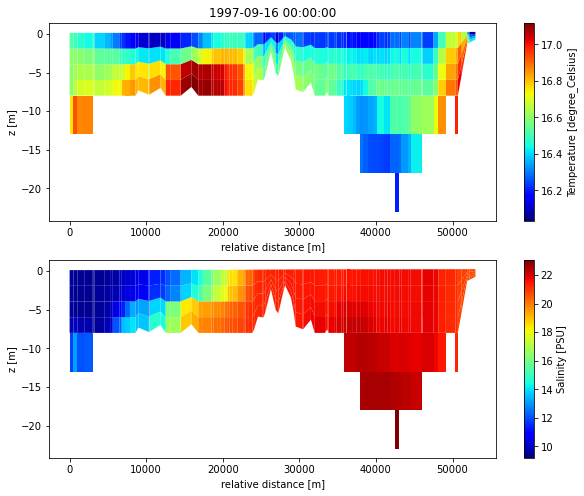 1997-09-16 00:00:00
0
−5
−10
−15
−20
z [m]
0 10000 20000 30000 40000 50000
relative distance [m]
17.0
16.8
16.6
16.4
16.2
Temperature [degree_Celsius]
0
−5
−10
−15
−20
z [m]
0 10000 20000 30000 40000 50000
relative distance [m]
22
20
18
16
14
12
10
Salinity [PSU]